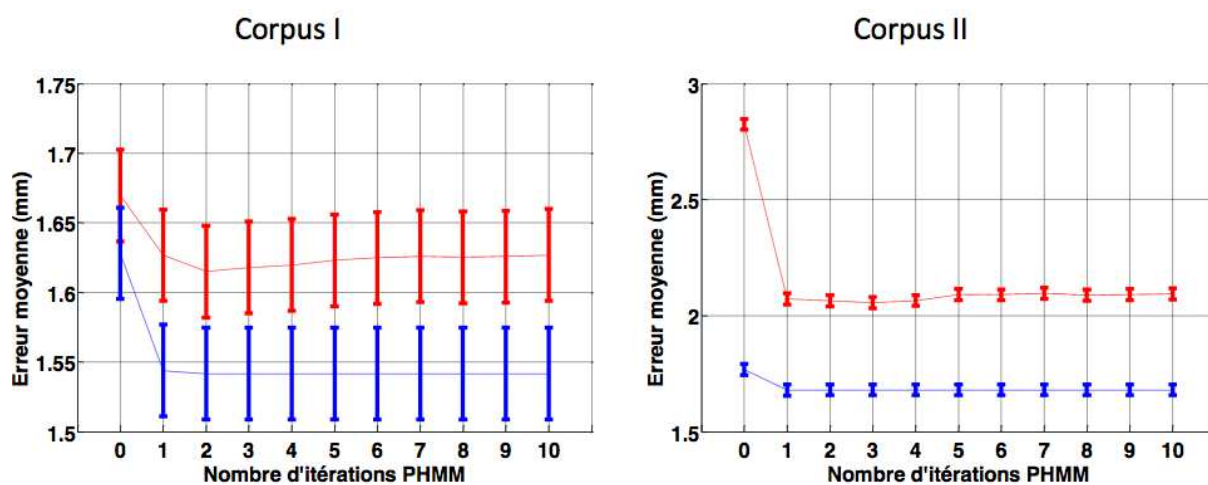 Corpus I
Corpus II
Erreur moyenne (mm)
1.75
1.7
1.65
1.6
1.55
1.5
0 1 2 3 4 5 6 7 8 9 10
Nombre d'itérations PHMM
Erreur moyenne (mm)
3
2.5
2
1.5
0 1 2 3 4 5 6 7 8 9 10
Nombre d'itérations PHMM